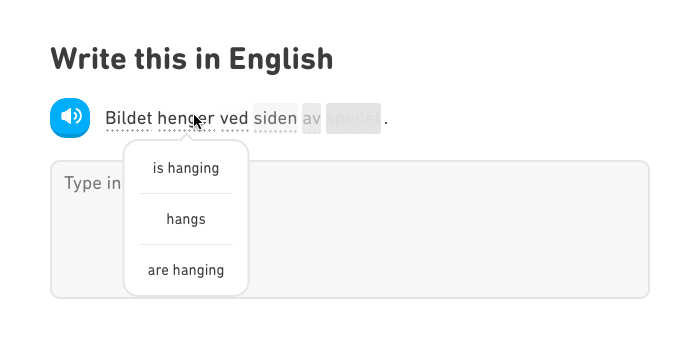 Write this in English
Bildet henger ved siden av speilet.
Type in
is hanging
hangs
are hanging